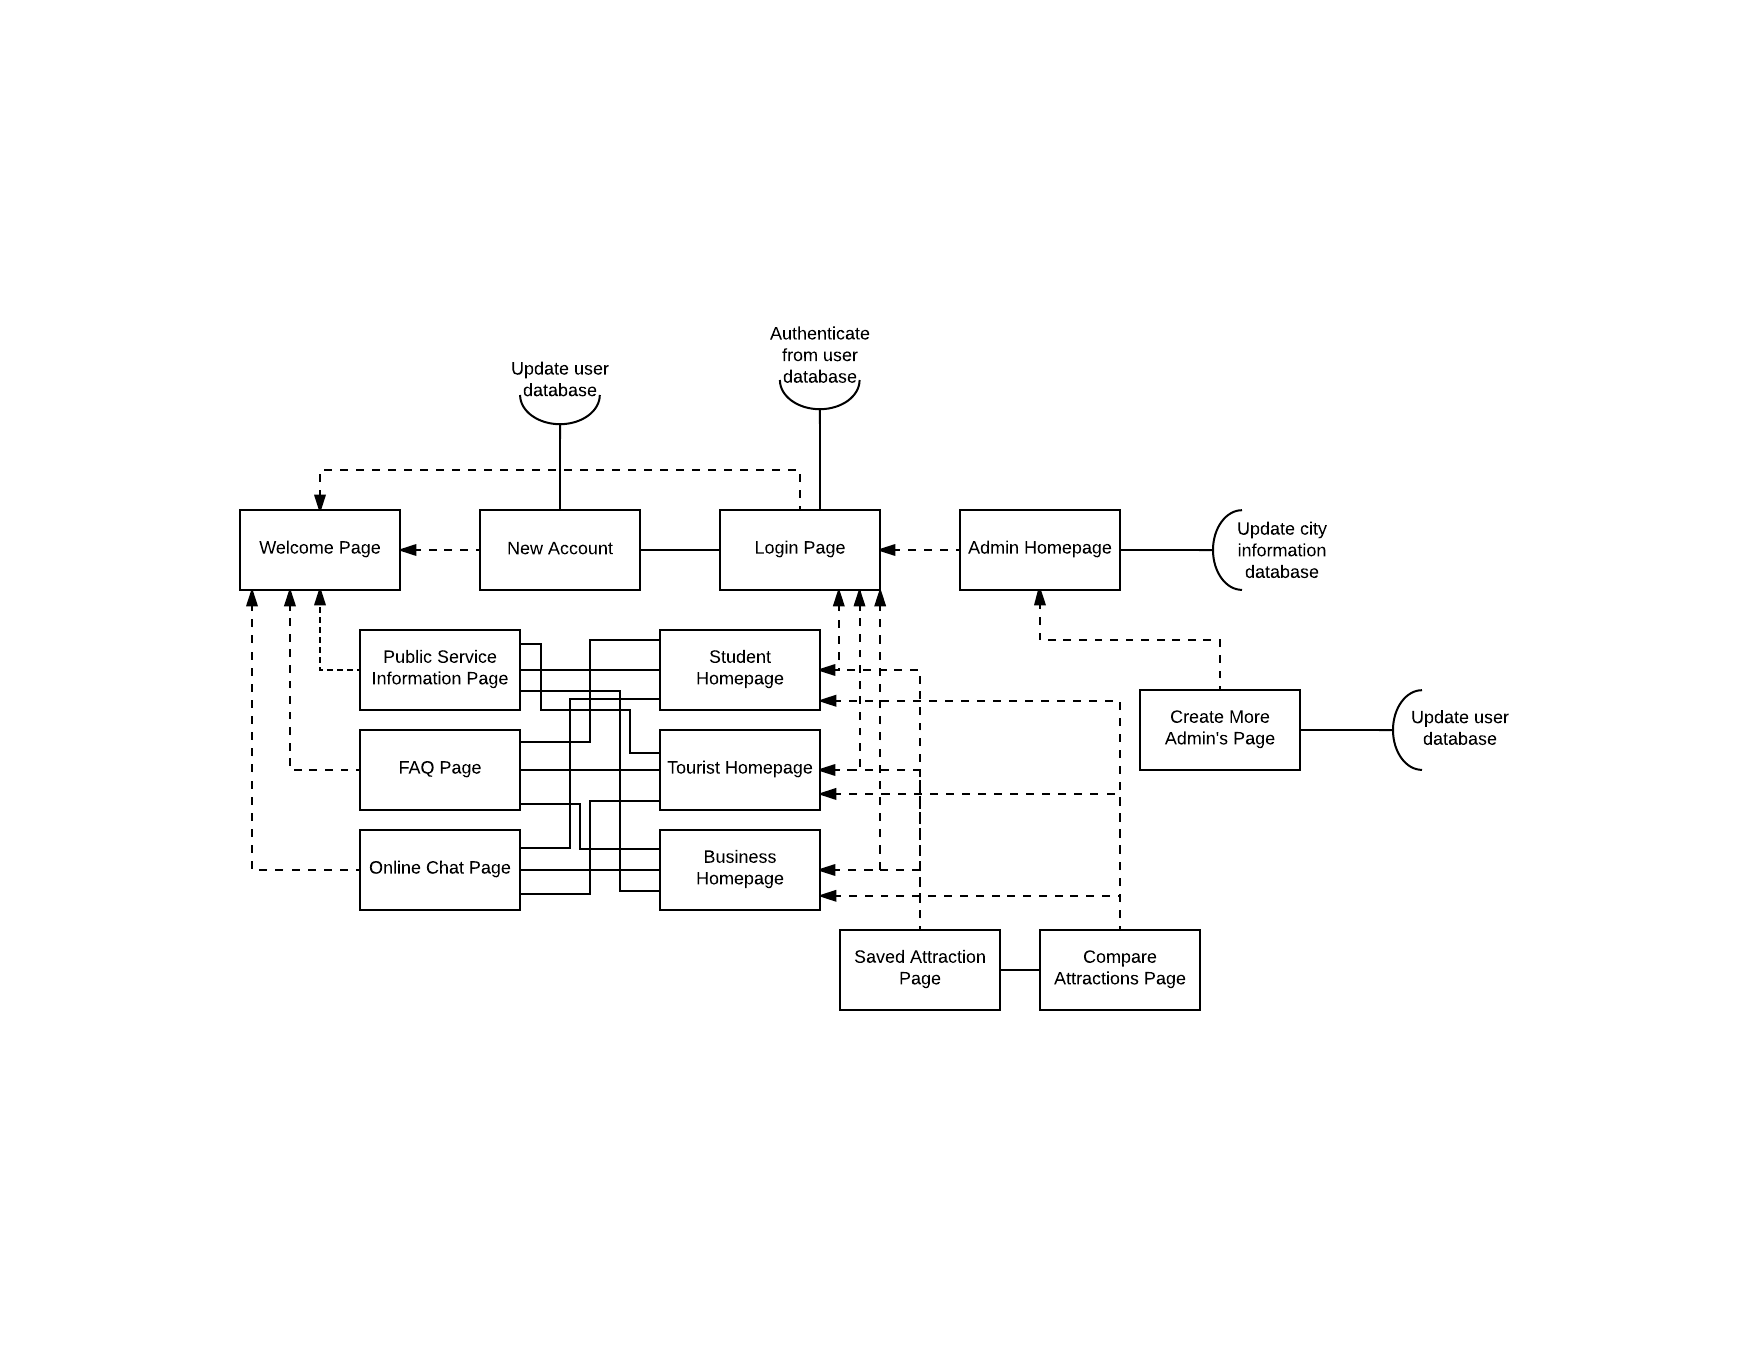 Authenticate
from user
database
Update user
database
Welcome Page
New Account
Login Page
Admin Homepage
Update city
information
database
Public Service
Information Page
Student
Homepage
Create More
Admin's Page
Update user
database
FAQ Page
Tourist Homepage
Online Chat Page
Business
Homepage
Saved Attraction
Page
Compare
Attractions Page